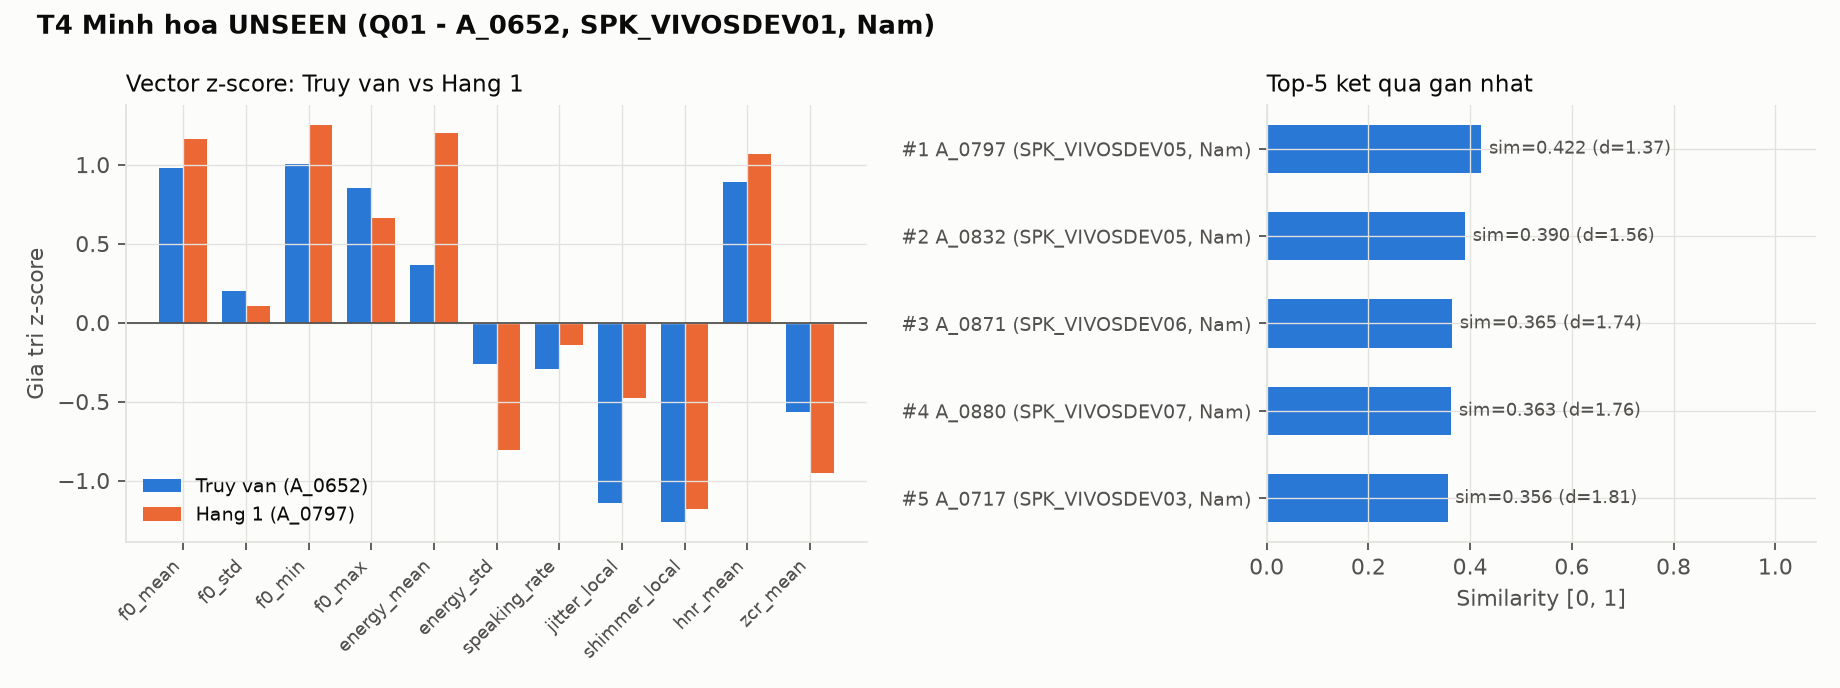 T4 Minh hoa UNSEEN (Q01 - A_0652, SPK_VIVOSDEV01, Nam)
Vector z-score: Truy van vs Hang 1
Gia tri z-score
1.0
0.5
0.0
−0.5
−1.0
Truy van (A_0652)
Hang 1 (A_0797)
f0_mean
f0_std
f0_min
f0_max
energy_mean
energy_std
speaking_rate
jitter_local
shimmer_local
hnr_mean
zcr_mean
Top-5 ket qua gan nhat
#1 A_0797 (SPK_VIVOSDEV05, Nam) sim=0.422 (d=1.37)
#2 A_0832 (SPK_VIVOSDEV05, Nam) sim=0.390 (d=1.56)
#3 A_0871 (SPK_VIVOSDEV06, Nam) sim=0.365 (d=1.74)
#4 A_0880 (SPK_VIVOSDEV07, Nam) sim=0.363 (d=1.76)
#5 A_0717 (SPK_VIVOSDEV03, Nam) sim=0.356 (d=1.81)
0.0 0.2 0.4 0.6 0.8 1.0
Similarity [0, 1]